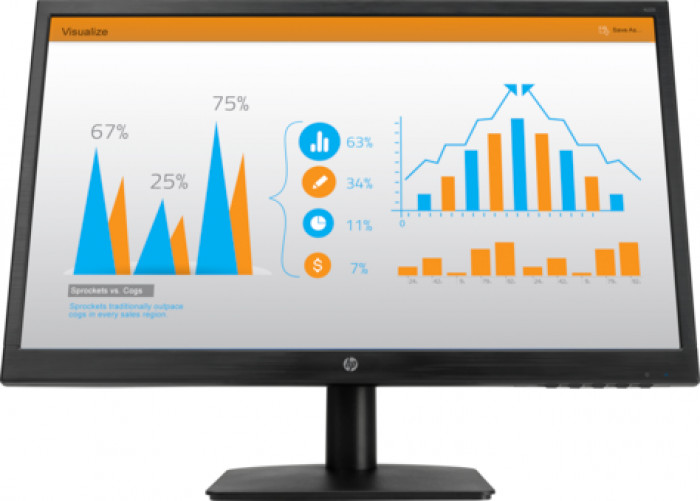 Visualize
Save As...
67%
25%
75%
63%
34%
11%
7%
0
Sprockets vs. Cogs
Sprockets traditionally outpace
cogs in every sales region.
hp